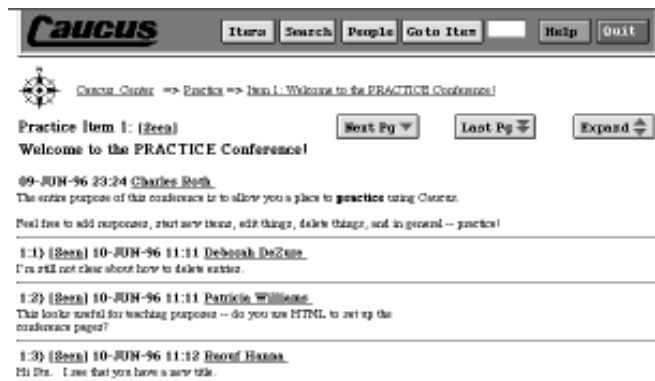 Caucus
Items Search People Goto Item Help Quit
Caucus Center => Practice => Item 1: Welcome to the PRACTICE Conference!
Practice Item 1: [Seen] Next Pg Last Pg Expand
Welcome to the PRACTICE Conference!
09-JUN-96 23:24 Charles Roth
The entire purpose of this conference is to allow you a place to practice using Caucus.
Feel free to add responses, start new items, edit things, delete things, and in general -- practice!
1:1) [Seen] 10-JUN-96 11:11 Deborah DeZure
I'm still not clear about how to delete entries.
1:2) [Seen] 10-JUN-96 11:11 Patricia Williams
This looks useful for teaching purposes -- do you use HTML to set up the
conference pages?
1:3) [Seen] 10-JUN-96 11:12 Raouf Hanna
Hi I see that you have a new title.